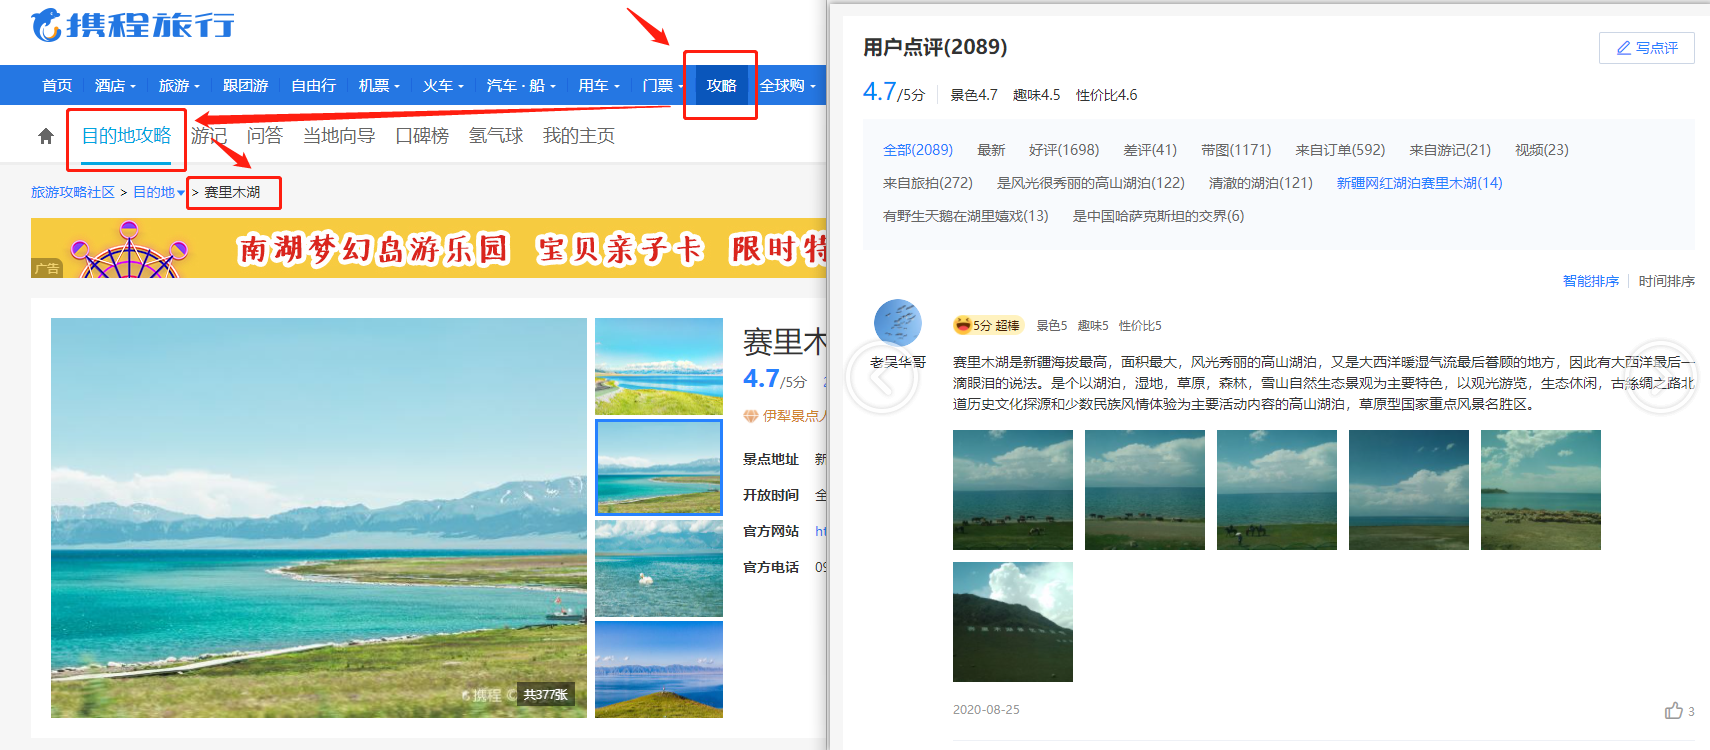 携程旅行
首页 酒店 旅游 跟团游 自由行 机票 火车 汽车·船 用车 门票 攻略 全球购
目的地攻略 游记 问答 当地向导 口碑榜 氢气球 我的主页
旅游攻略社区 > 目的地 > 赛里木湖
南湖梦幻岛游乐园 宝贝亲子卡 限时特
广告
赛里木
4.7/5分
伊犁景点
景点地址 新
开放时间 全
官方网站 ht
官方电话 09
携程
共377张
用户点评(2089)
写点评
4.7/5分 景色4.7 趣味4.5 性价比4.6
全部(2089) 最新 好评(1698) 差评(41) 带图(1171) 来自订单(592) 来自游记(21) 视频(23)
来自旅拍(272) 是风光很秀丽的高山湖泊(122) 清澈的湖泊(121) 新疆网红湖泊赛里木湖(14)
有野生天鹅在湖里嬉戏(13) 是中国哈萨克斯坦的交界(6)
智能排序 时间排序
5分 超棒 景色5 趣味5 性价比5
老吴华哥
赛里木湖是新疆海拔最高，面积最大，风光秀丽的高山湖泊，又是大西洋暖湿气流最后眷顾的地方，因此有大西洋最后一
滴眼泪的说法。是个以湖泊，湿地，草原，森林，雪山自然生态景观为主要特色，以观光游览，生态休闲，古丝绸之路北
道历史文化探源和少数民族风情体验为主要活动内容的高山湖泊，草原型国家重点风景名胜区。
2020-08-25
3